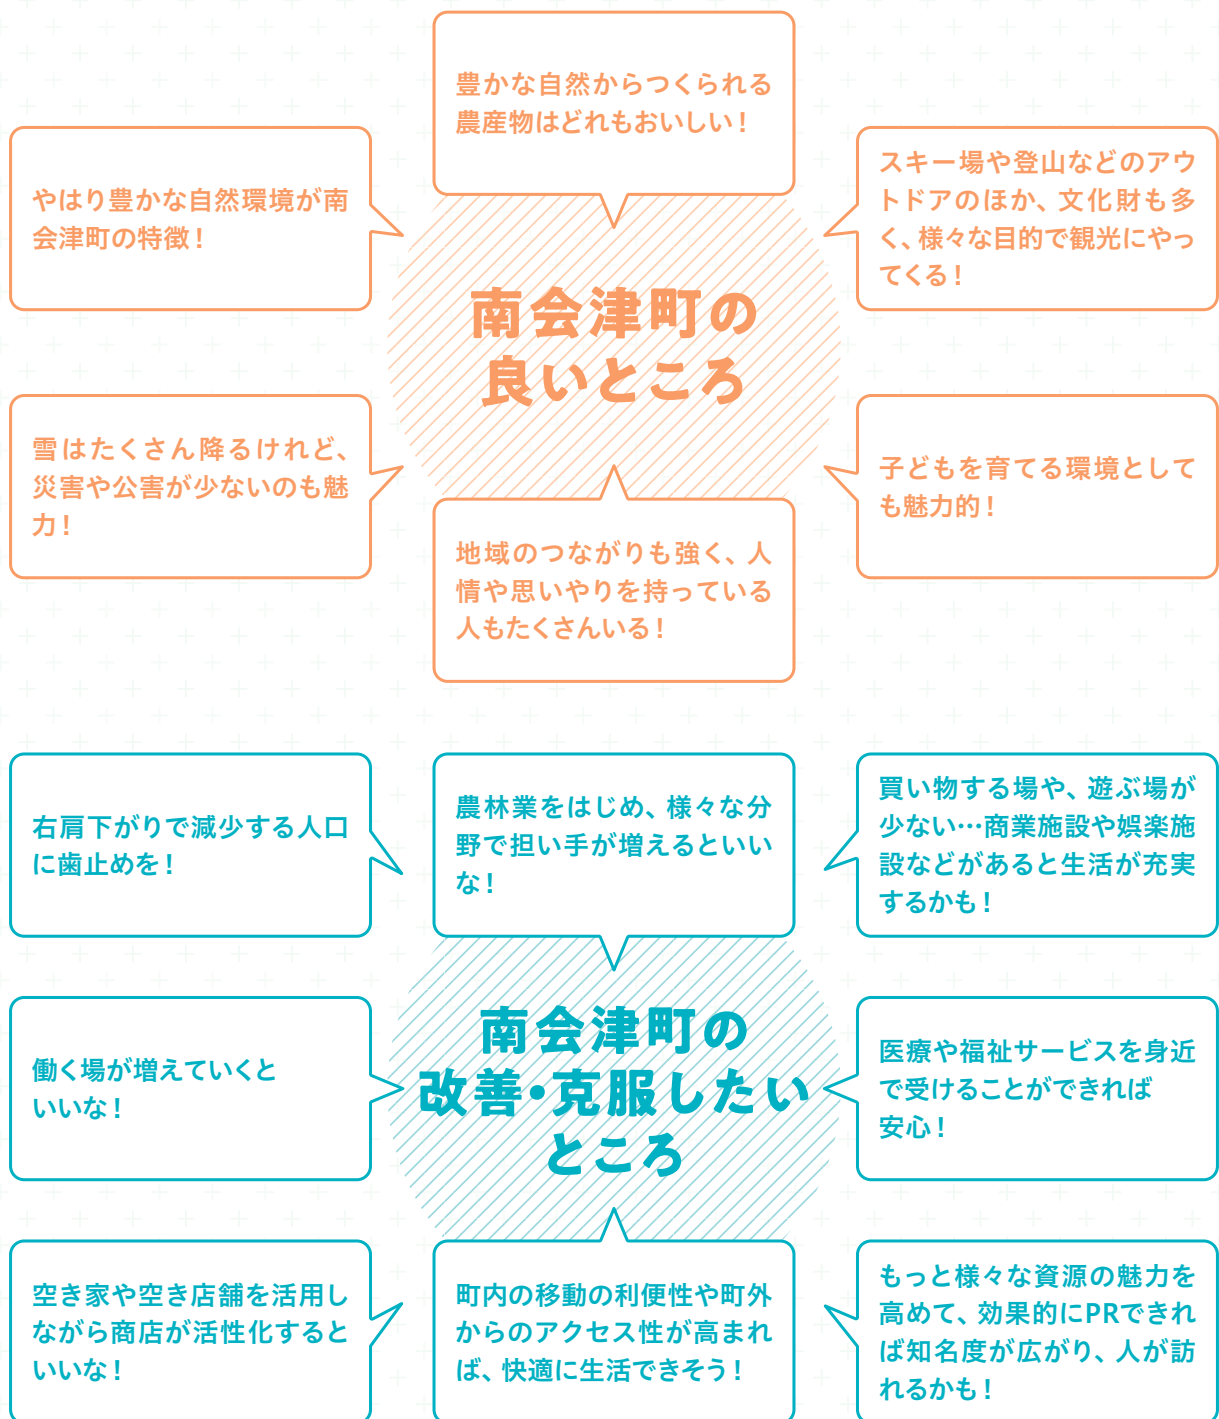 豊かな自然からつくられる
農産物はどれもおいしい！
やはり豊かな自然環境が南
会津町の特徴！
スキー場や登山などのアウ
トドアのほか、文化財も多
く、様々な目的で観光にやっ
てくる！
南会津町の
良いところ
雪はたくさん降るけれど、
災害や公害が少ないのも魅
力！
子どもを育てる環境として
も魅力的！
地域のつながりも強く、人
情や思いやりを持っている
人もたくさんいる！
右肩下がりで減少する人口
に歯止めを！
農林業をはじめ、様々な分
野で担い手が増えるといい
な！
買い物する場や、遊ぶ場が
少ない…商業施設や娯楽施
設などがあると生活が充実
するかも！
働く場が増えていくと
いいな！
南会津町の
改善・克服したい
ところ
医療や福祉サービスを身近
で受けることができれば
安心！
空き家や空き店舗を活用し
ながら商店が活性化すると
いいな！
町内の移動の利便性や町外
からのアクセス性が高まれ
ば、快適に生活できそう！
もっと様々な資源の魅力を
高めて、効果的にPRできれ
ば知名度が広がり、人が訪
れるかも！